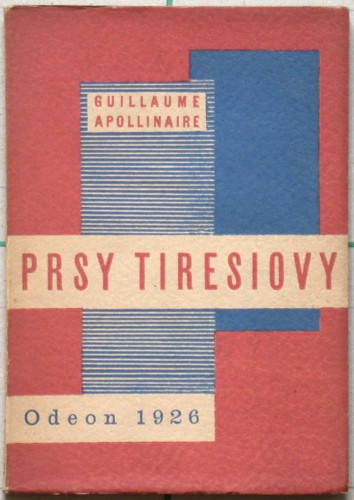 GUILLAUME
APOLLINAIRE
PRSY TIRESIOVY
Odeon 1926